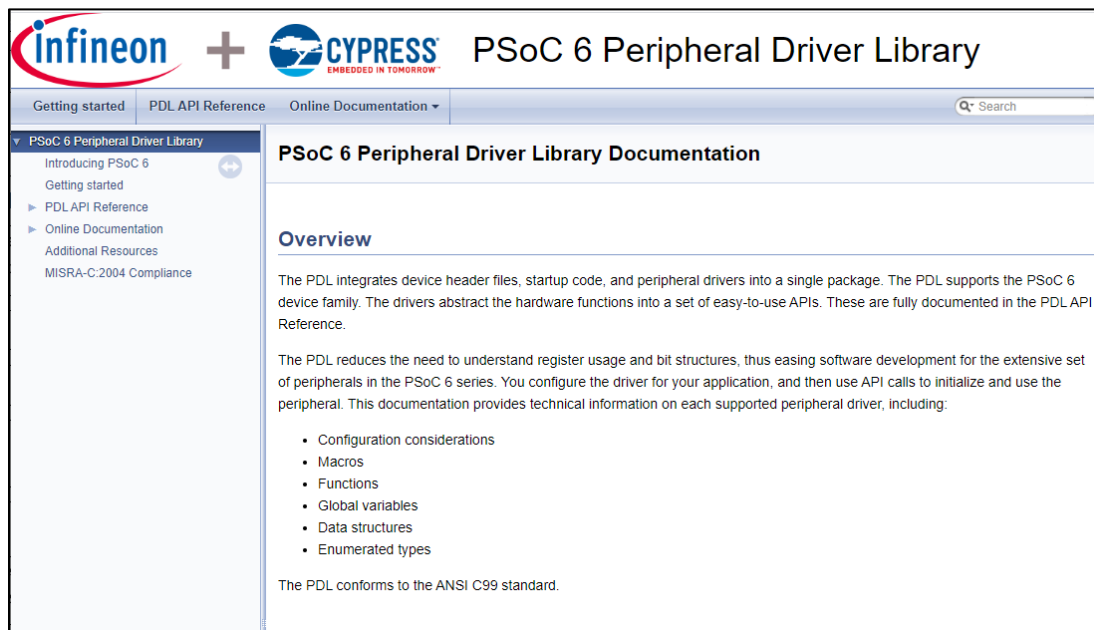 infineon + CYPRESS EMBEDDED IN TOMORROW™ PSoC 6 Peripheral Driver Library
Getting started PDL API Reference Online Documentation Search
PSoC 6 Peripheral Driver Library
Introducing PSoC 6
Getting started
PDL API Reference
Online Documentation
Additional Resources
MISRA-C:2004 Compliance
PSoC 6 Peripheral Driver Library Documentation
Overview
The PDL integrates device header files, startup code, and peripheral drivers into a single package. The PDL supports the PSoC 6
device family. The drivers abstract the hardware functions into a set of easy-to-use APIs. These are fully documented in the PDL API
Reference.
The PDL reduces the need to understand register usage and bit structures, thus easing software development for the extensive set
of peripherals in the PSoC 6 series. You configure the driver for your application, and then use API calls to initialize and use the
peripheral. This documentation provides technical information on each supported peripheral driver, including:
• Configuration considerations
• Macros
• Functions
• Global variables
• Data structures
• Enumerated types
The PDL conforms to the ANSI C99 standard.